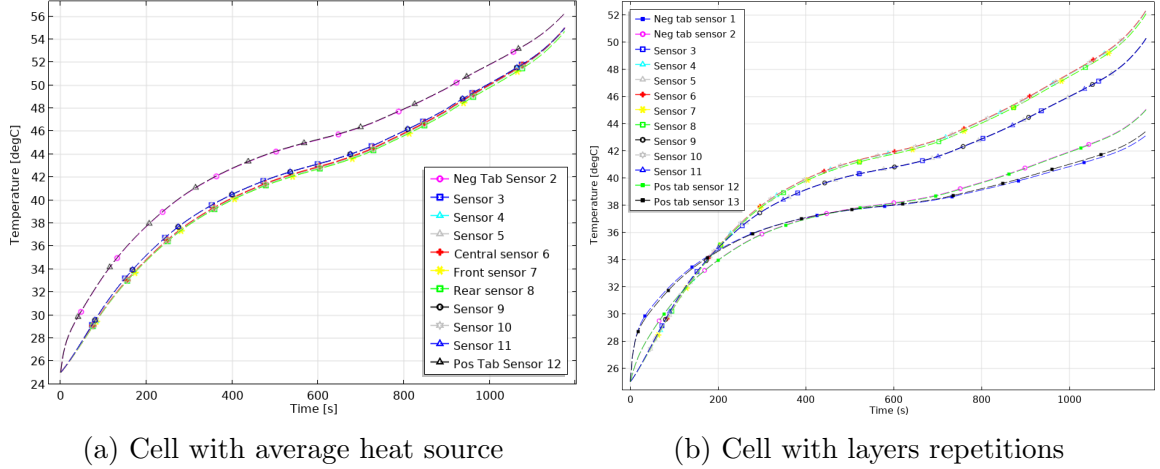 56
54
52
50
48
46
44
42
40
38
36
34
32
30
28
26
24
Temperature [degC]
0
200
400
600
800
1000
Time [s]
Neg Tab Sensor 2
Sensor 3
Sensor 4
Sensor 5
Central sensor 6
Front sensor 7
Rear sensor 8
Sensor 9
Sensor 10
Sensor 11
Pos Tab Sensor 12
(a) Cell with average heat source
52
50
48
46
44
42
40
38
36
34
32
30
28
26
24
Temperature [degC]
0
200
400
600
800
1000
Time (s)
Neg tab sensor 1
Neg tab sensor 2
Sensor 3
Sensor 4
Sensor 5
Sensor 6
Sensor 7
Sensor 8
Sensor 9
Sensor 10
Sensor 11
Pos tab sensor 12
Pos tab sensor 13
(b) Cell with layers repetitions